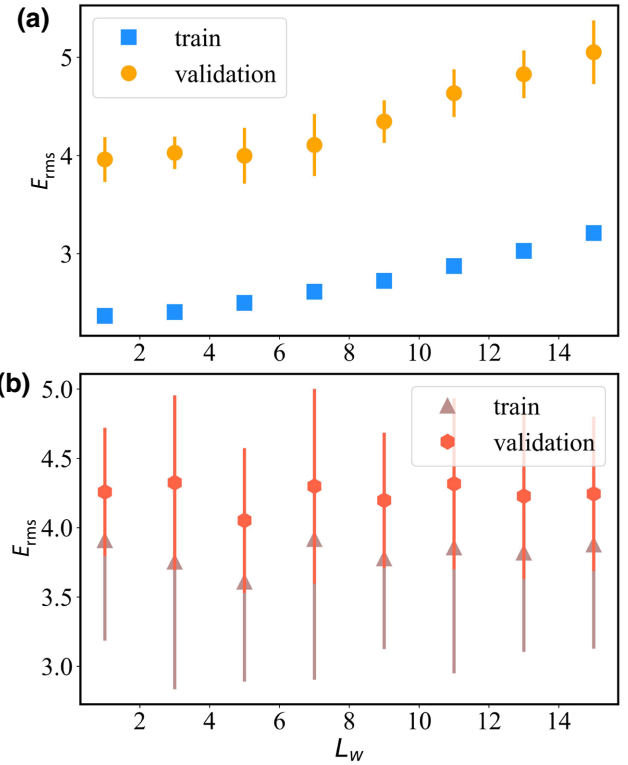 (a)
train
validation
E_rms
5
4
3
2 4 6 8 10 12 14
(b)
train
validation
E_rms
5.0
4.5
4.0
3.5
3.0
2 4 6 8 10 12 14
L_w